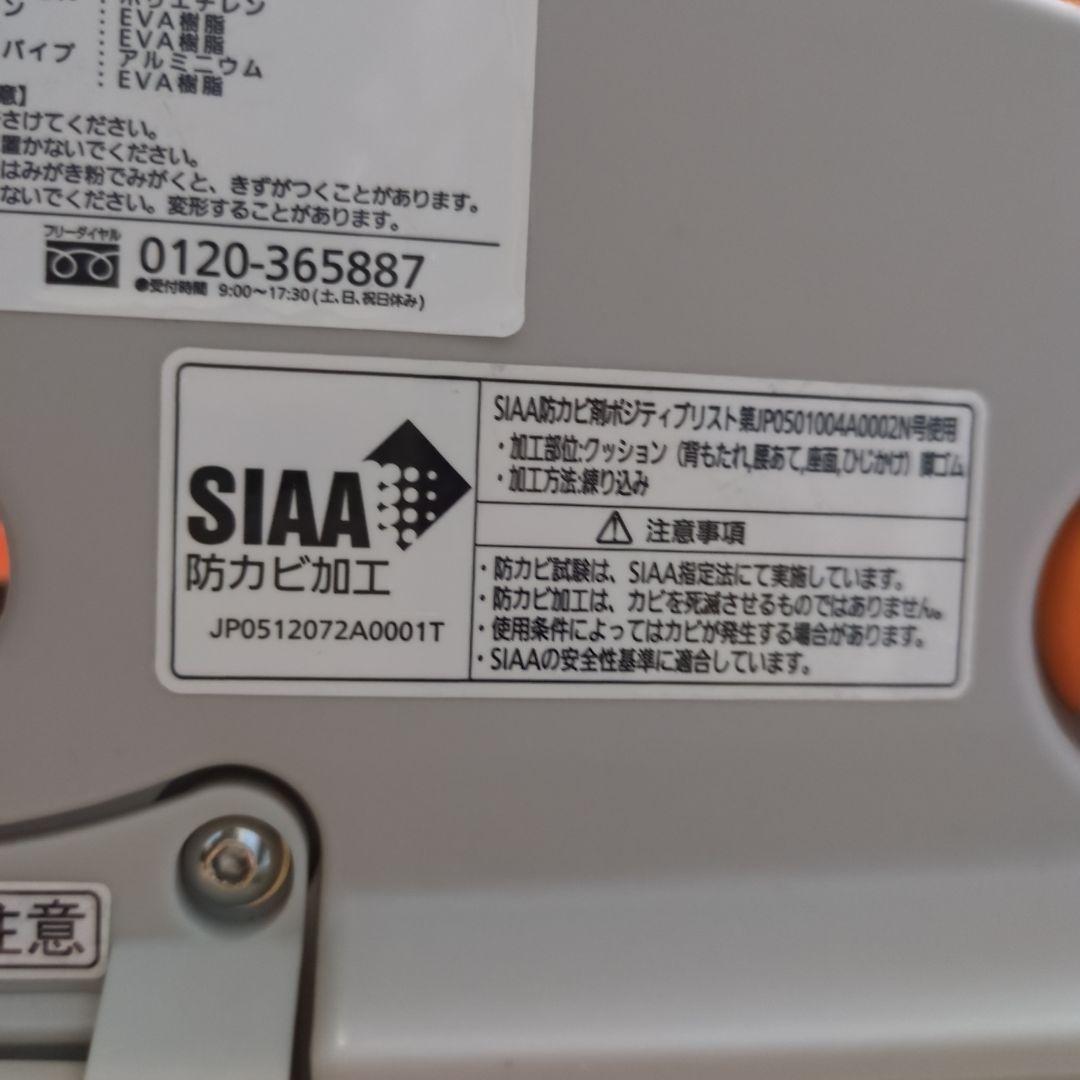 ン : ポリエチレン
: EVA樹脂
: EVA樹脂
パイプ : アルミニウム
: EVA樹脂
意】
さけてください。
置かないでください。
はみがき粉でみがくと、きずがつくことがあります。
ないでください。変形することがあります。
フリーダイヤル
0120-365887
●受付時間 9:00~17:30(土、日、祝日休み)
SIAA
防カビ加工
JP0512072A0001T
SIAA防カビ剤ポジティブリスト第JP0501004A0002N号使用
・加工部位:クッション (背もたれ,腰あて,座面,ひじかけ) 脚ゴム
・加工方法:練り込み
⚠ 注意事項
・防カビ試験は、SIAA指定法にて実施しています。
・防カビ加工は、カビを死滅させるものではありません。
・使用条件によってはカビが発生する場合があります。
・SIAAの安全性基準に適合しています。
注意